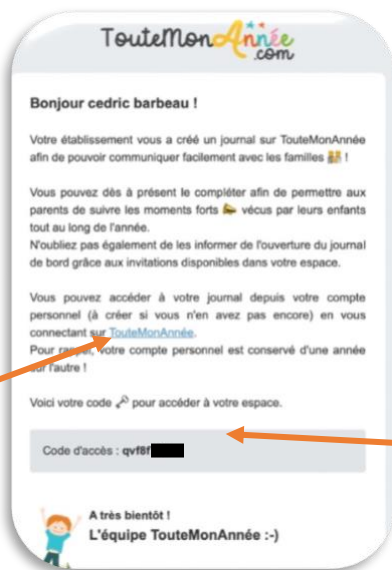 TouteMonAnnée
.com
Bonjour cedric barbeau !
Votre établissement vous a créé un journal sur TouteMonAnnée
afin de pouvoir communiquer facilement avec les familles !
Vous pouvez dès à présent le compléter afin de permettre aux
parents de suivre les moments forts vécus par leurs enfants
tout au long de l'année.
N'oubliez pas également de les informer de l'ouverture du journal
de bord grâce aux invitations disponibles dans votre espace.
Vous pouvez accéder à votre journal depuis votre compte
personnel (à créer si vous n'en avez pas encore) en vous
connectant sur TouteMonAnnée.
Pour rappel, votre compte personnel est conservé d'une année
sur l'autre !
Voici votre code pour accéder à votre espace.
Code d'accès : qvf8f
A très bientôt !
L'équipe TouteMonAnnée :-)